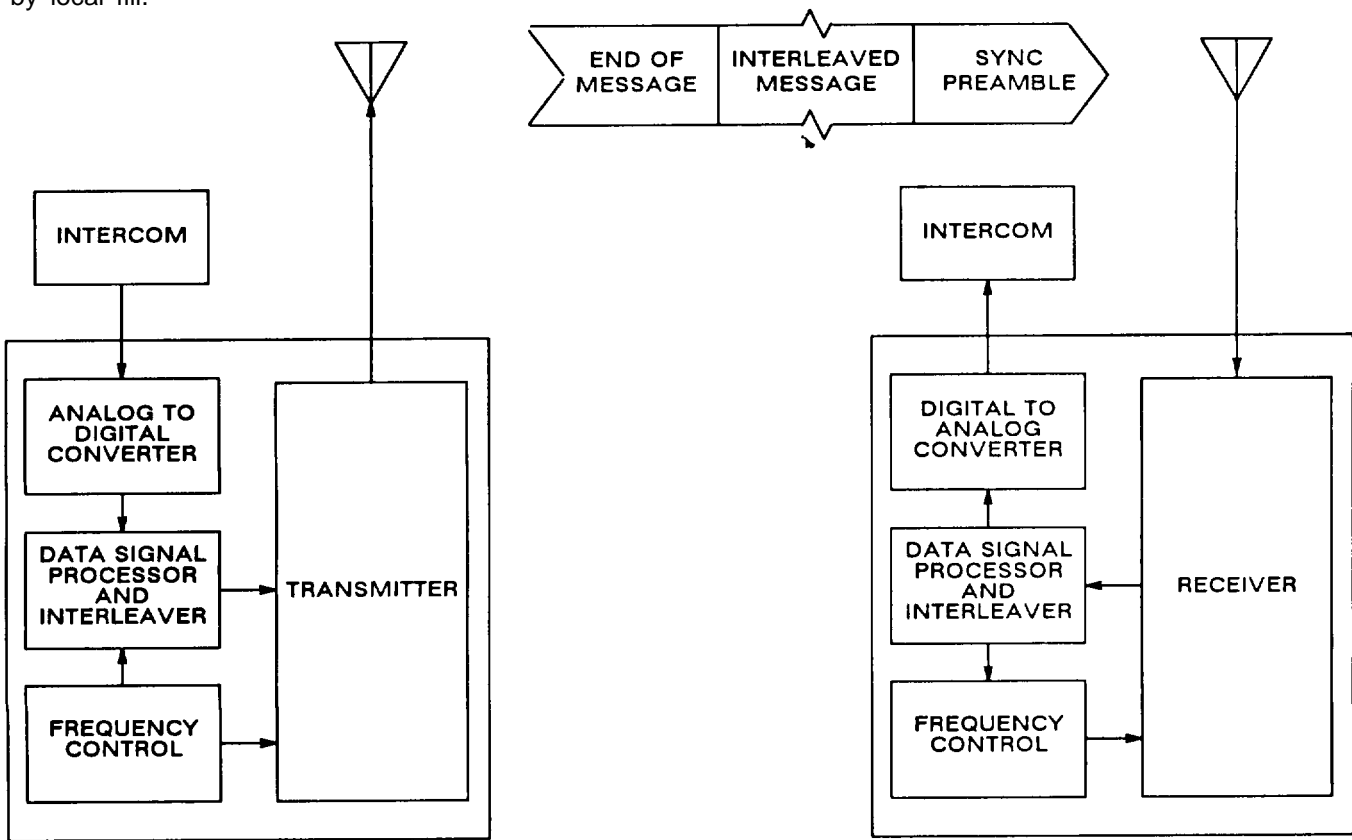 by local fill.
END OF
MESSAGE
INTERLEAVED
MESSAGE
SYNC
PREAMBLE
INTERCOM
ANALOG TO
DIGITAL
CONVERTER
DATA SIGNAL
PROCESSOR
AND
INTERLEAVER
FREQUENCY
CONTROL
TRANSMITTER
INTERCOM
DIGITAL TO
ANALOG
CONVERTER
DATA SIGNAL
PROCESSOR
AND
INTERLEAVER
FREQUENCY
CONTROL
RECEIVER